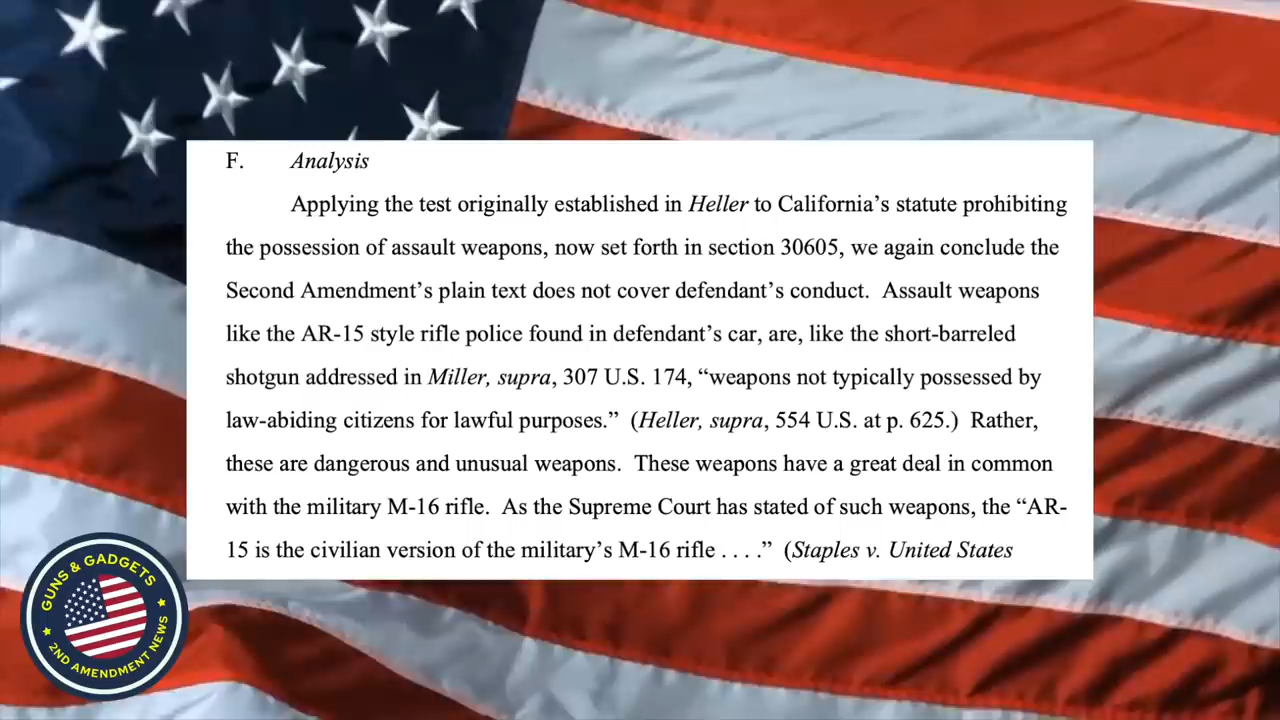 F. Analysis
Applying the test originally established in Heller to California’s statute prohibiting
the possession of assault weapons, now set forth in section 30605, we again conclude the
Second Amendment’s plain text does not cover defendant’s conduct.  Assault weapons
like the AR-15 style rifle police found in defendant’s car, are, like the short-barreled
shotgun addressed in Miller, supra, 307 U.S. 174, “weapons not typically possessed by
law-abiding citizens for lawful purposes.”  (Heller, supra, 554 U.S. at p. 625.)  Rather,
these are dangerous and unusual weapons.  These weapons have a great deal in common
with the military M-16 rifle.  As the Supreme Court has stated of such weapons, the “AR-
15 is the civilian version of the military’s M-16 rifle . . . .”  (Staples v. United States
GUNS & GADGETS
2ND AMENDMENT NEWS